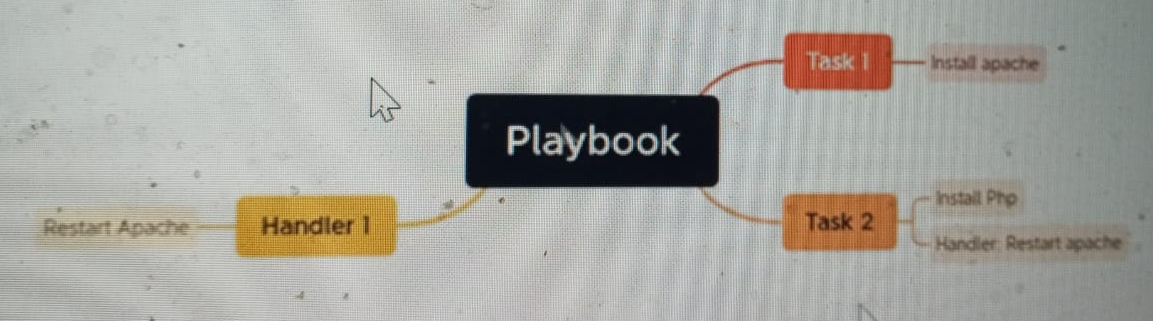 Playbook
Task 1
Install apache
Task 2
Install Php
Handler: Restart apache
Handler 1
Restart Apache